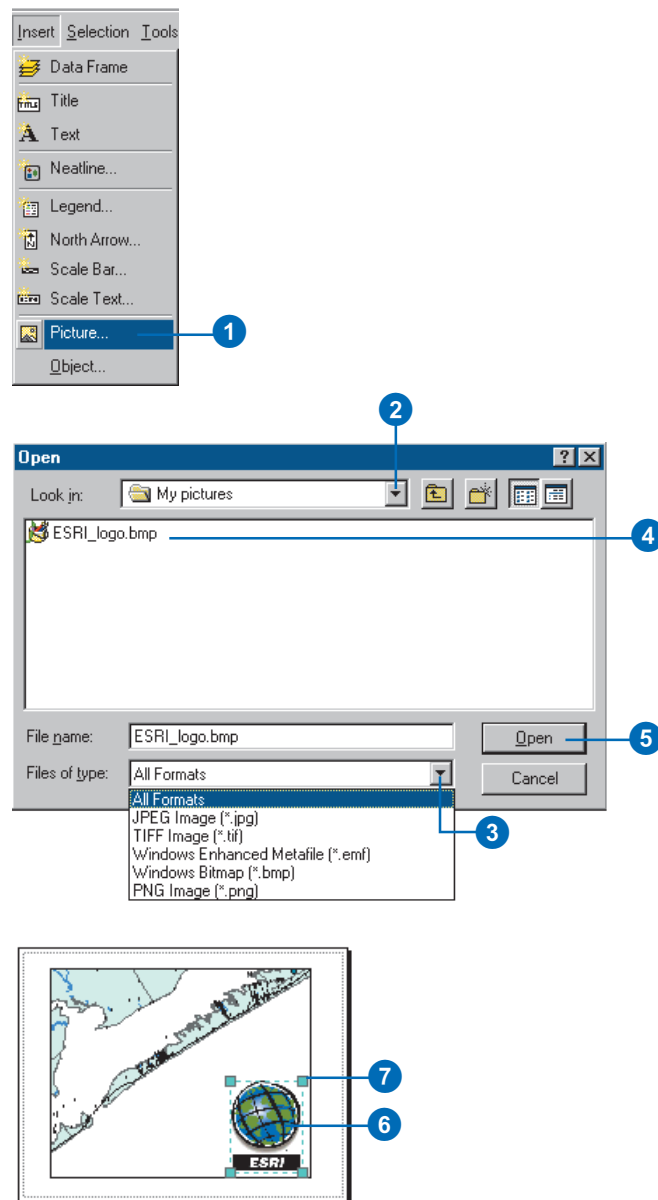 Insert Selection Tools
Data Frame
Title
Text
Neatline...
Legend...
North Arrow...
Scale Bar...
Scale Text...
Picture...
1
Object...
2
Open
Look in: My pictures
ESRI_logo.bmp
4
File name: ESRI_logo.bmp Open
5
Files of type: All Formats Cancel
All Formats
3
JPEG Image (*.jpg)
TIFF Image (*.tif)
Windows Enhanced Metafile (*.emf)
Windows Bitmap (*.bmp)
PNG Image (*.png)
7
6
ESRI